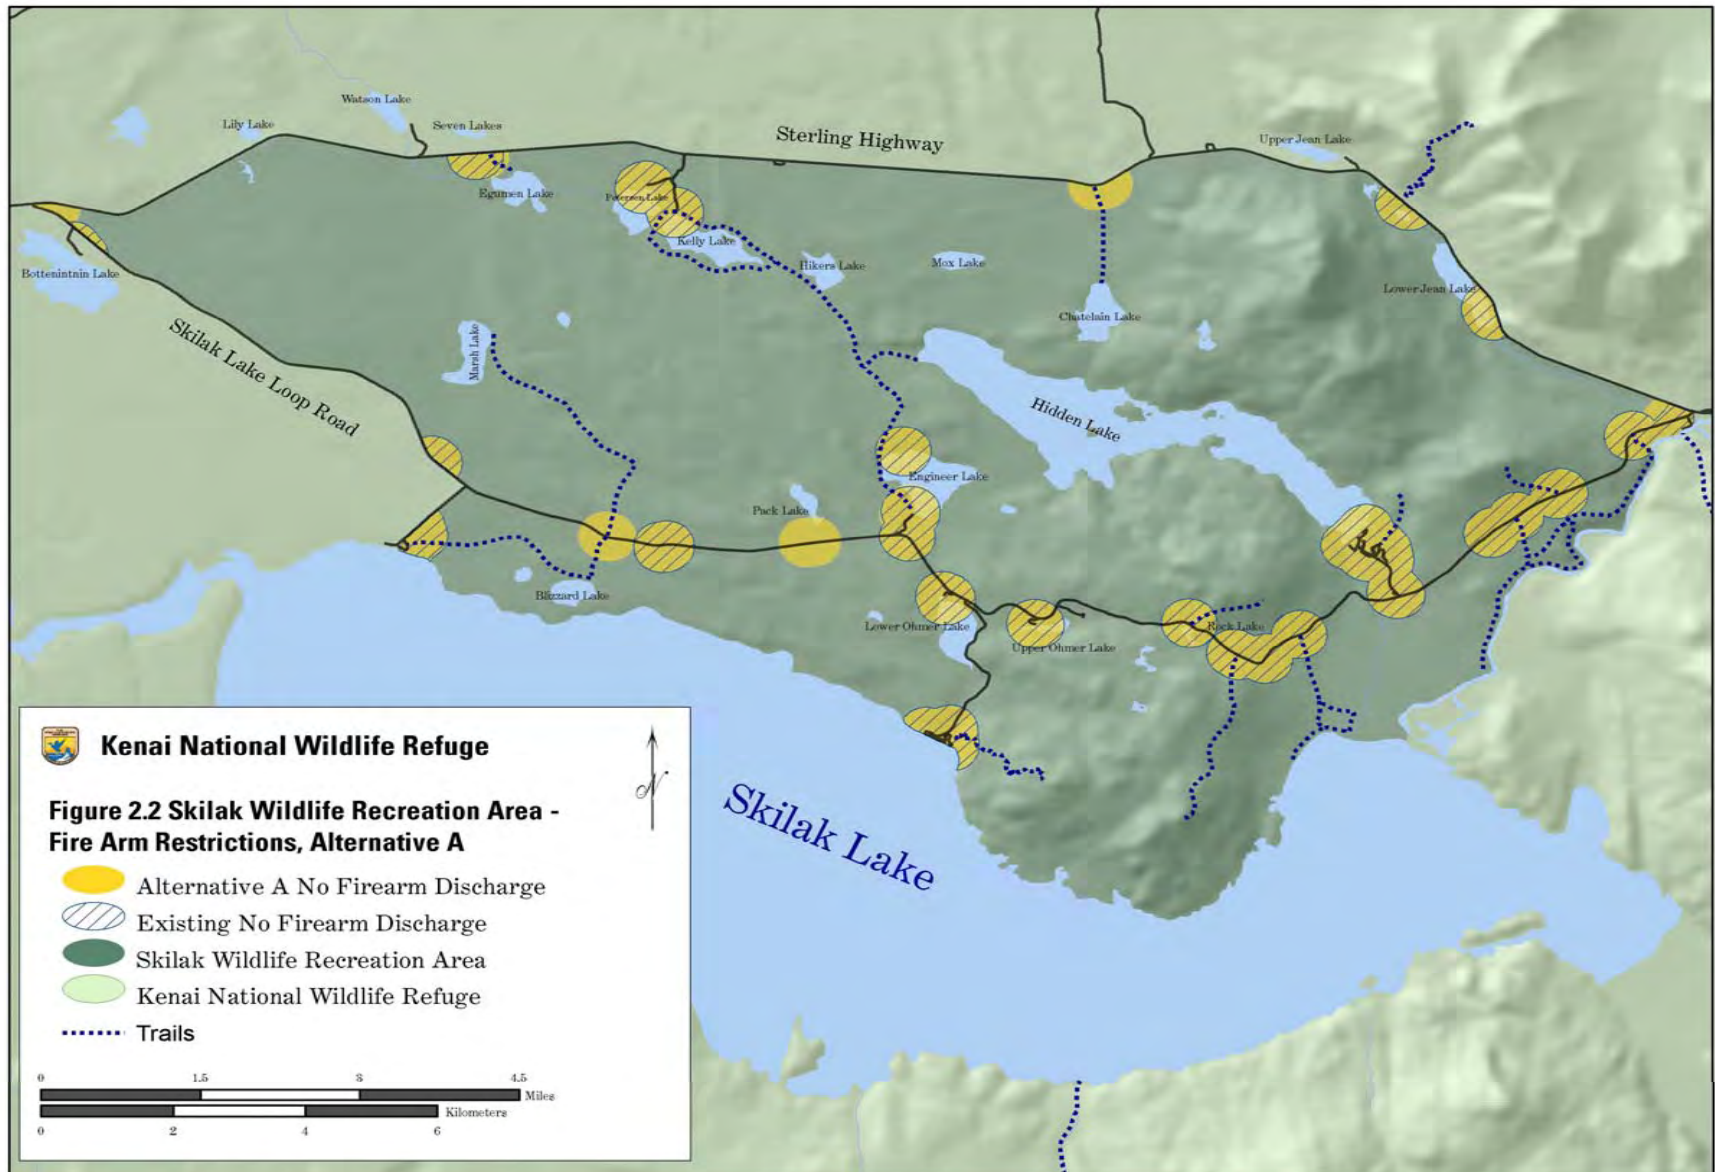 Watson Lake
Lily Lake
Seven Lakes
Sterling Highway
Upper Jean Lake
Egumen Lake
Petersen Lake
Kelly Lake
Hikers Lake
Mox Lake
Bottenintnin Lake
Lower Jean Lake
Chatelain Lake
Skilak Lake Loop Road
Marsh Lake
Hidden Lake
Engineer Lake
Pack Lake
Blizzard Lake
Lower Ohmer Lake
Rock Lake
Upper Ohmer Lake
Skilak Lake
Kenai National Wildlife Refuge
N
Figure 2.2 Skilak Wildlife Recreation Area -
Fire Arm Restrictions, Alternative A
Alternative A No Firearm Discharge
Existing No Firearm Discharge
Skilak Wildlife Recreation Area
Kenai National Wildlife Refuge
Trails
0 1.5 3 4.5
Miles
Kilometers
0 2 4 6